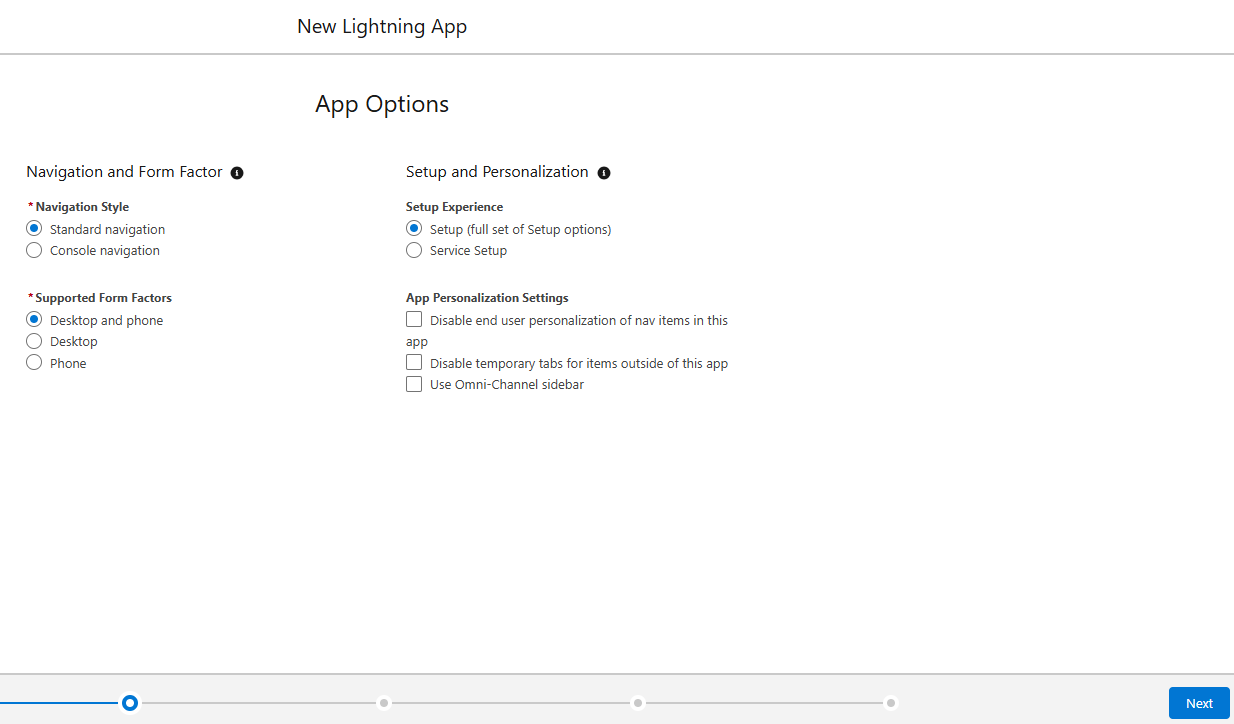 New Lightning App
App Options
Navigation and Form Factor
*Navigation Style
Standard navigation
Console navigation
*Supported Form Factors
Desktop and phone
Desktop
Phone
Setup and Personalization
Setup Experience
Setup (full set of Setup options)
Service Setup
App Personalization Settings
Disable end user personalization of nav items in this
app
Disable temporary tabs for items outside of this app
Use Omni-Channel sidebar
Next